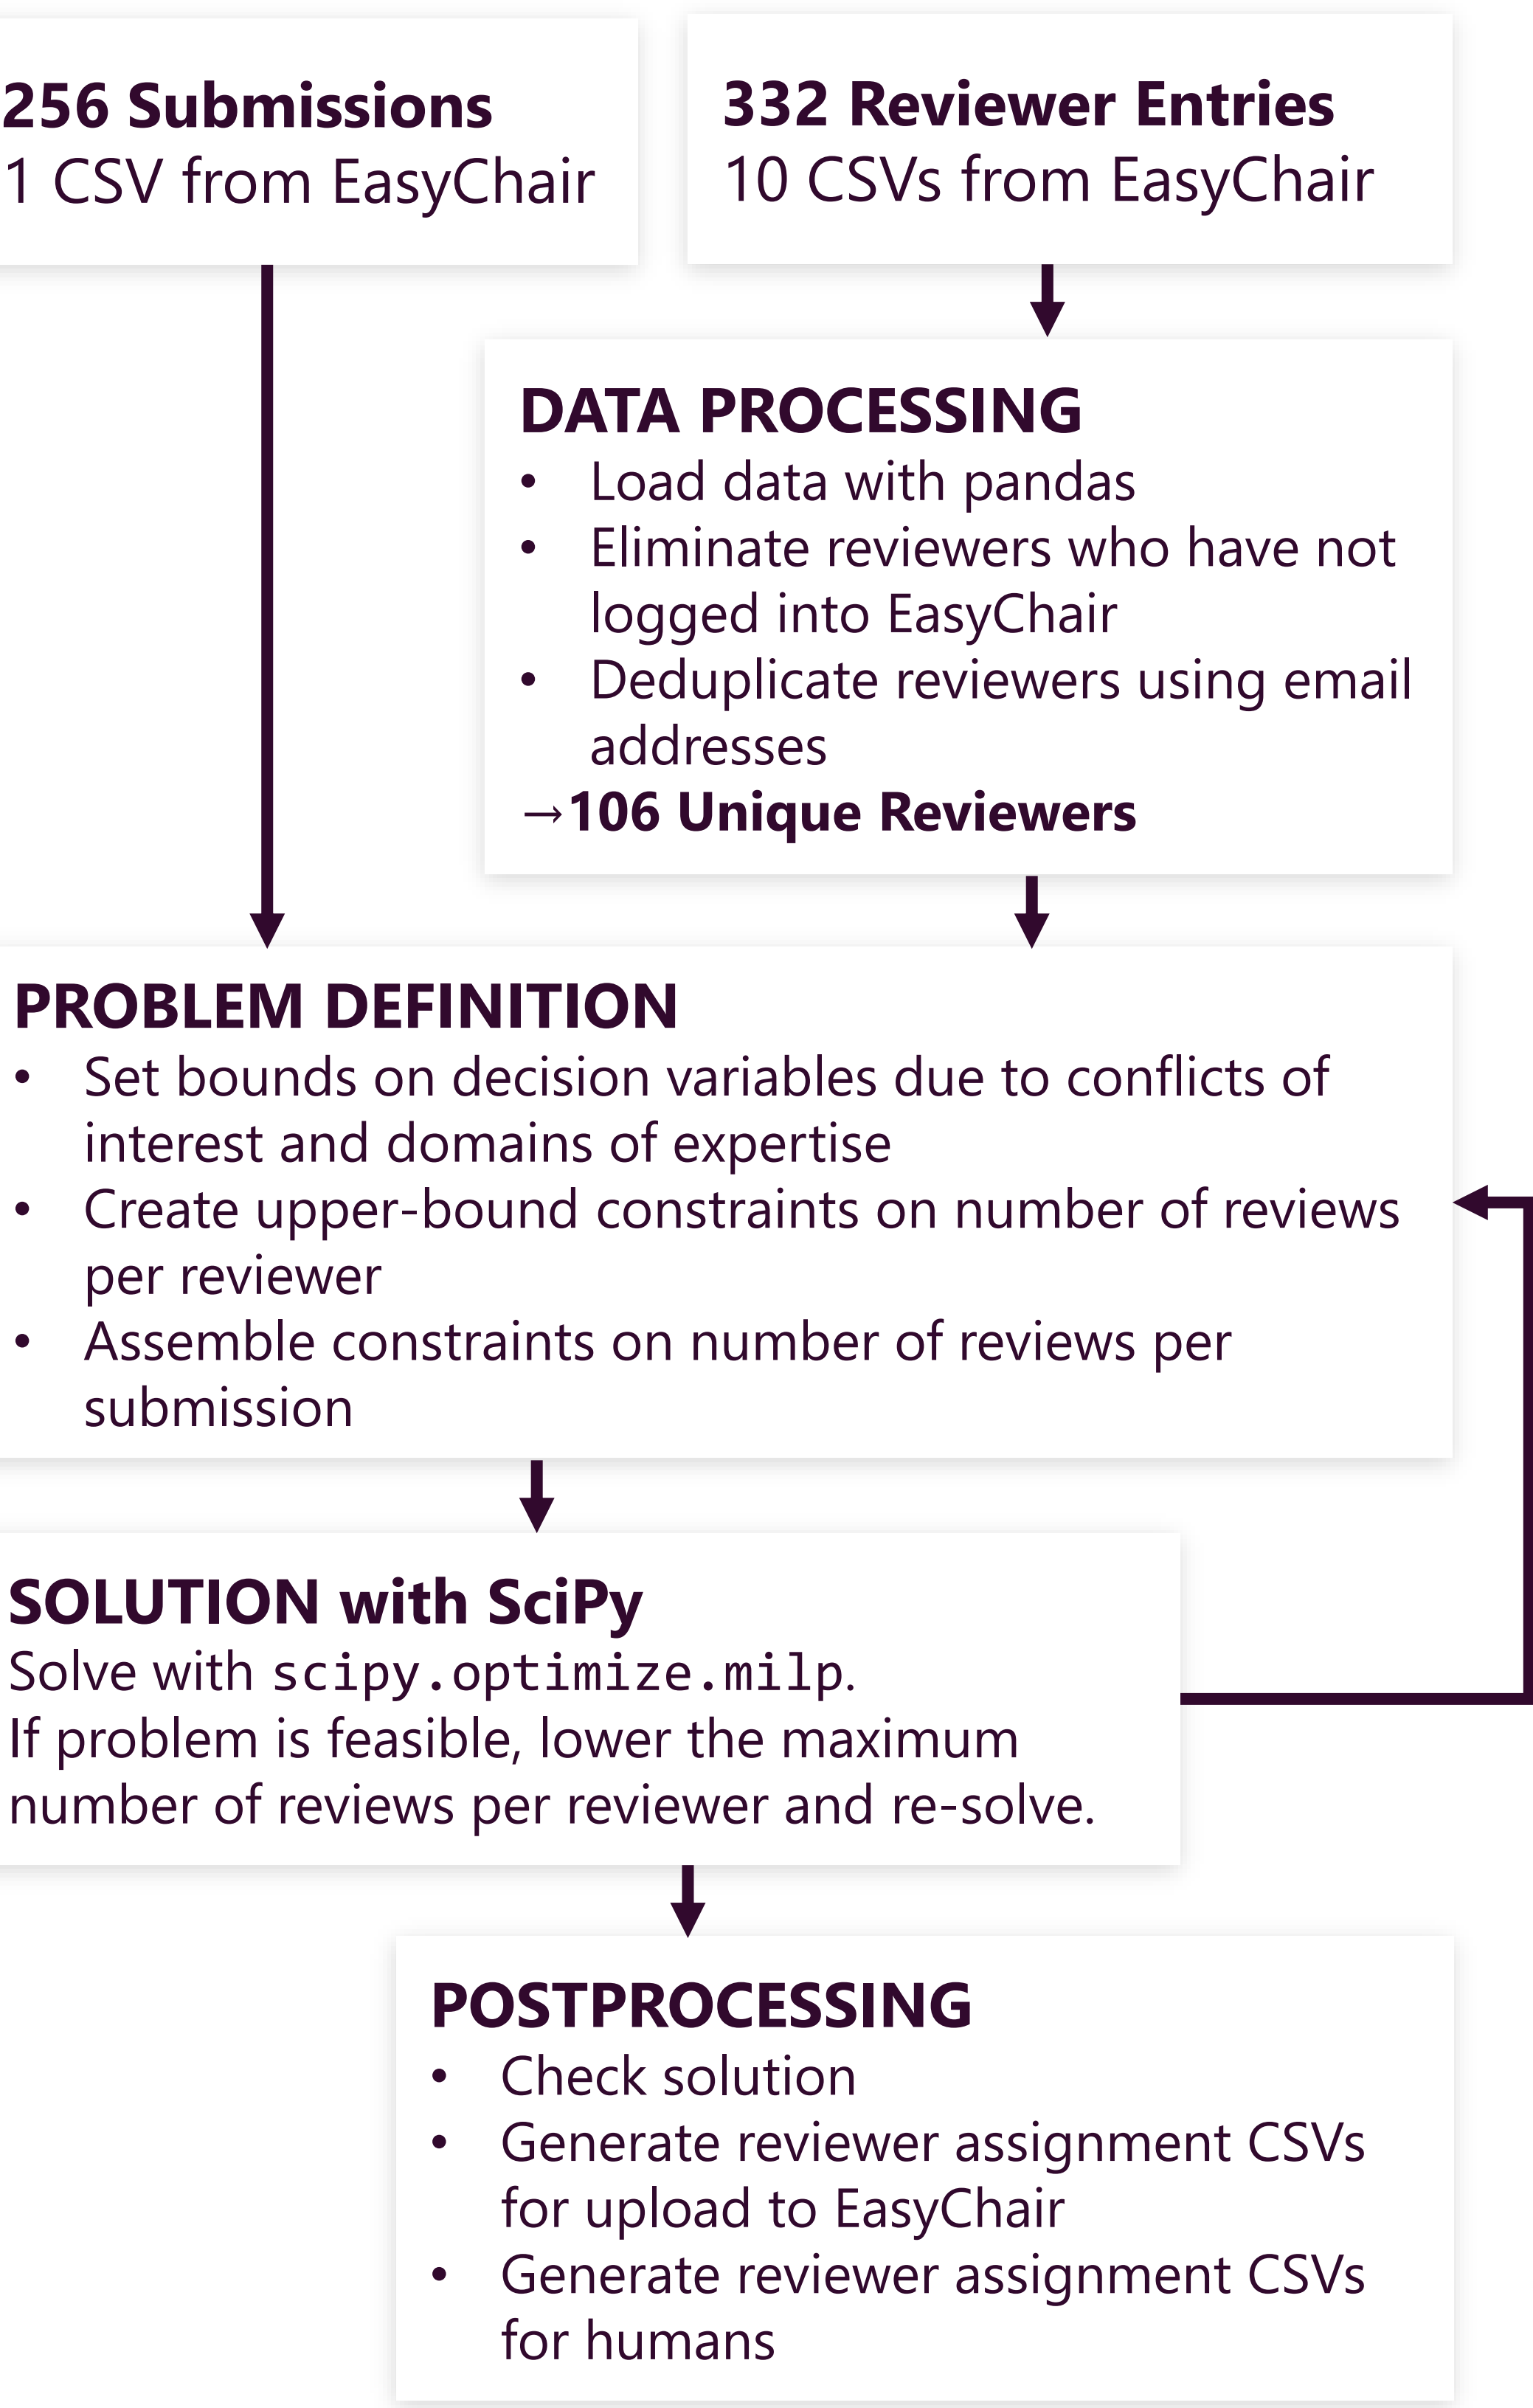 256 Submissions
1 CSV from EasyChair
332 Reviewer Entries
10 CSVs from EasyChair
DATA PROCESSING
• Load data with pandas
• Eliminate reviewers who have not
logged into EasyChair
• Deduplicate reviewers using email
addresses
→106 Unique Reviewers
PROBLEM DEFINITION
• Set bounds on decision variables due to conflicts of
interest and domains of expertise
• Create upper-bound constraints on number of reviews
per reviewer
• Assemble constraints on number of reviews per
submission
SOLUTION with SciPy
Solve with scipy.optimize.milp.
If problem is feasible, lower the maximum
number of reviews per reviewer and re-solve.
POSTPROCESSING
• Check solution
• Generate reviewer assignment CSVs
for upload to EasyChair
• Generate reviewer assignment CSVs
for humans